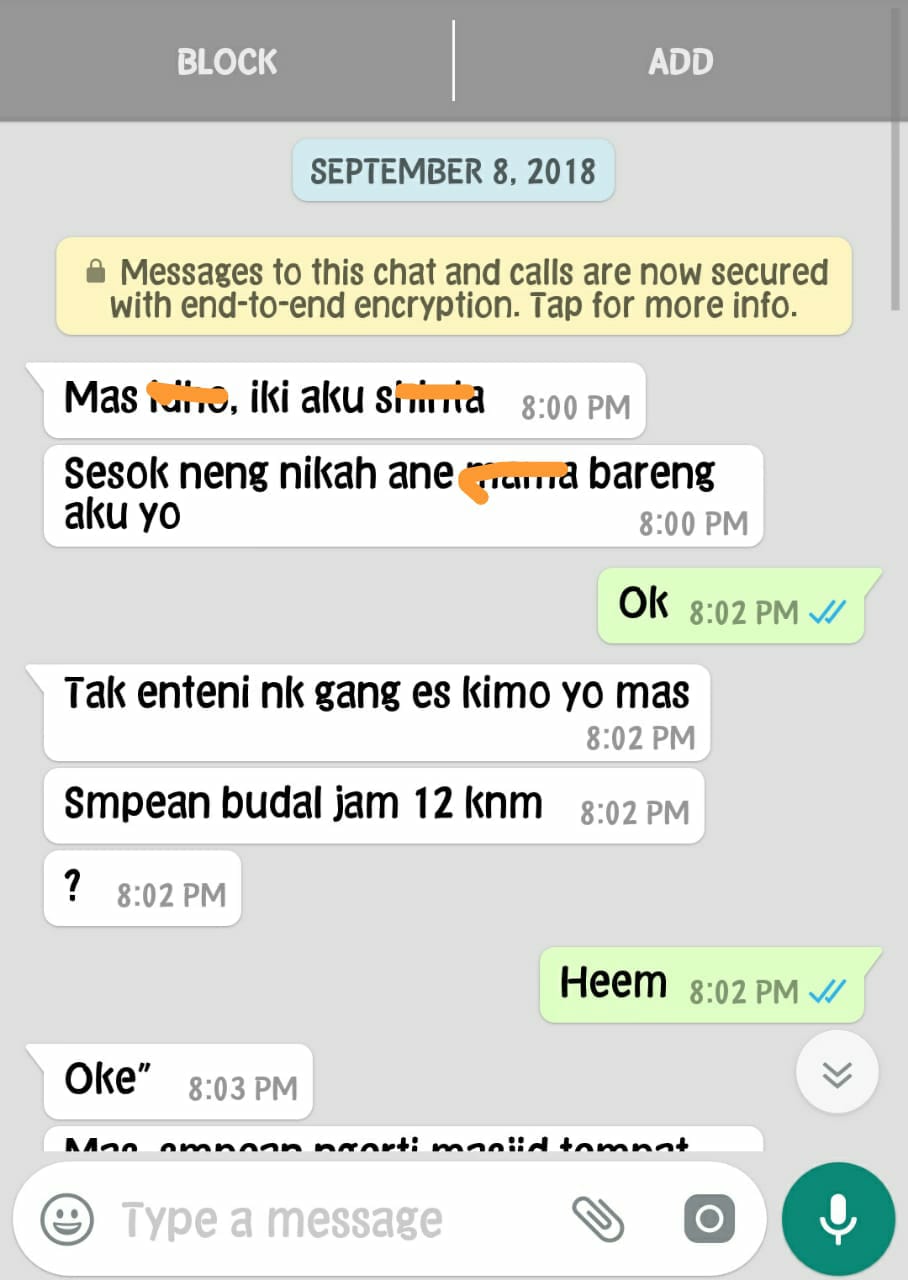 BLOCK
ADD
SEPTEMBER 8, 2018
Messages to this chat and calls are now secured
with end-to-end encryption. Tap for more info.
Mas , iki aku 8:00 PM
Sesok neng nikah ane bareng
aku yo 8:00 PM
Ok 8:02 PM
Tak enteni nk gang es kimo yo mas
8:02 PM
Smpean budal jam 12 knm 8:02 PM
? 8:02 PM
Heem 8:02 PM
Oke” 8:03 PM
Mas, smpean ngerti masjid tempat
Type a message